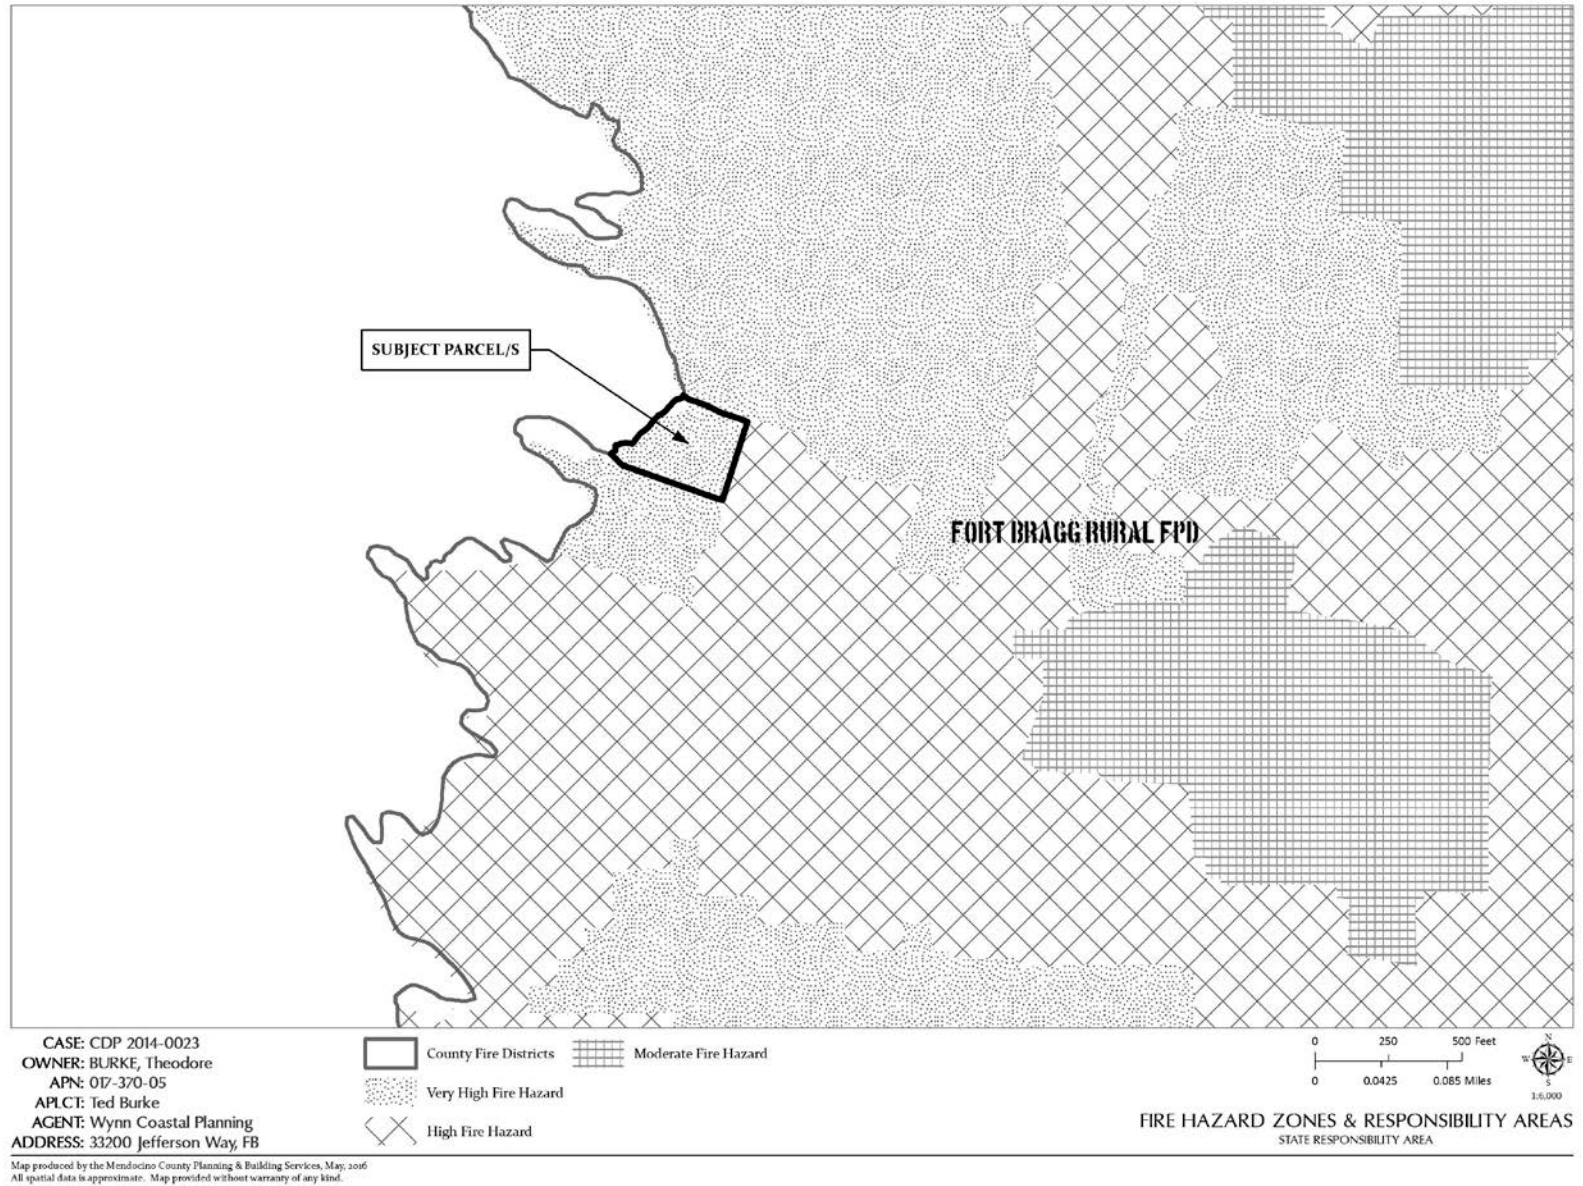 SUBJECT PARCEL/S
FORT BRAGG RURAL FPD
CASE: CDP 2014-0023
OWNER: BURKE, Theodore
APN: 017-370-05
APLCT: Ted Burke
AGENT: Wynn Coastal Planning
ADDRESS: 33200 Jefferson Way, FB
County Fire Districts
Moderate Fire Hazard
Very High Fire Hazard
High Fire Hazard
0 250 500 Feet
0 0.0425 0.085 Miles
N
W E
S
1:6,000
FIRE HAZARD ZONES & RESPONSIBILITY AREAS
STATE RESPONSIBILITY AREA
Map produced by the Mendocino County Planning & Building Services, May, 2016
All spatial data is approximate. Map provided without warranty of any kind.